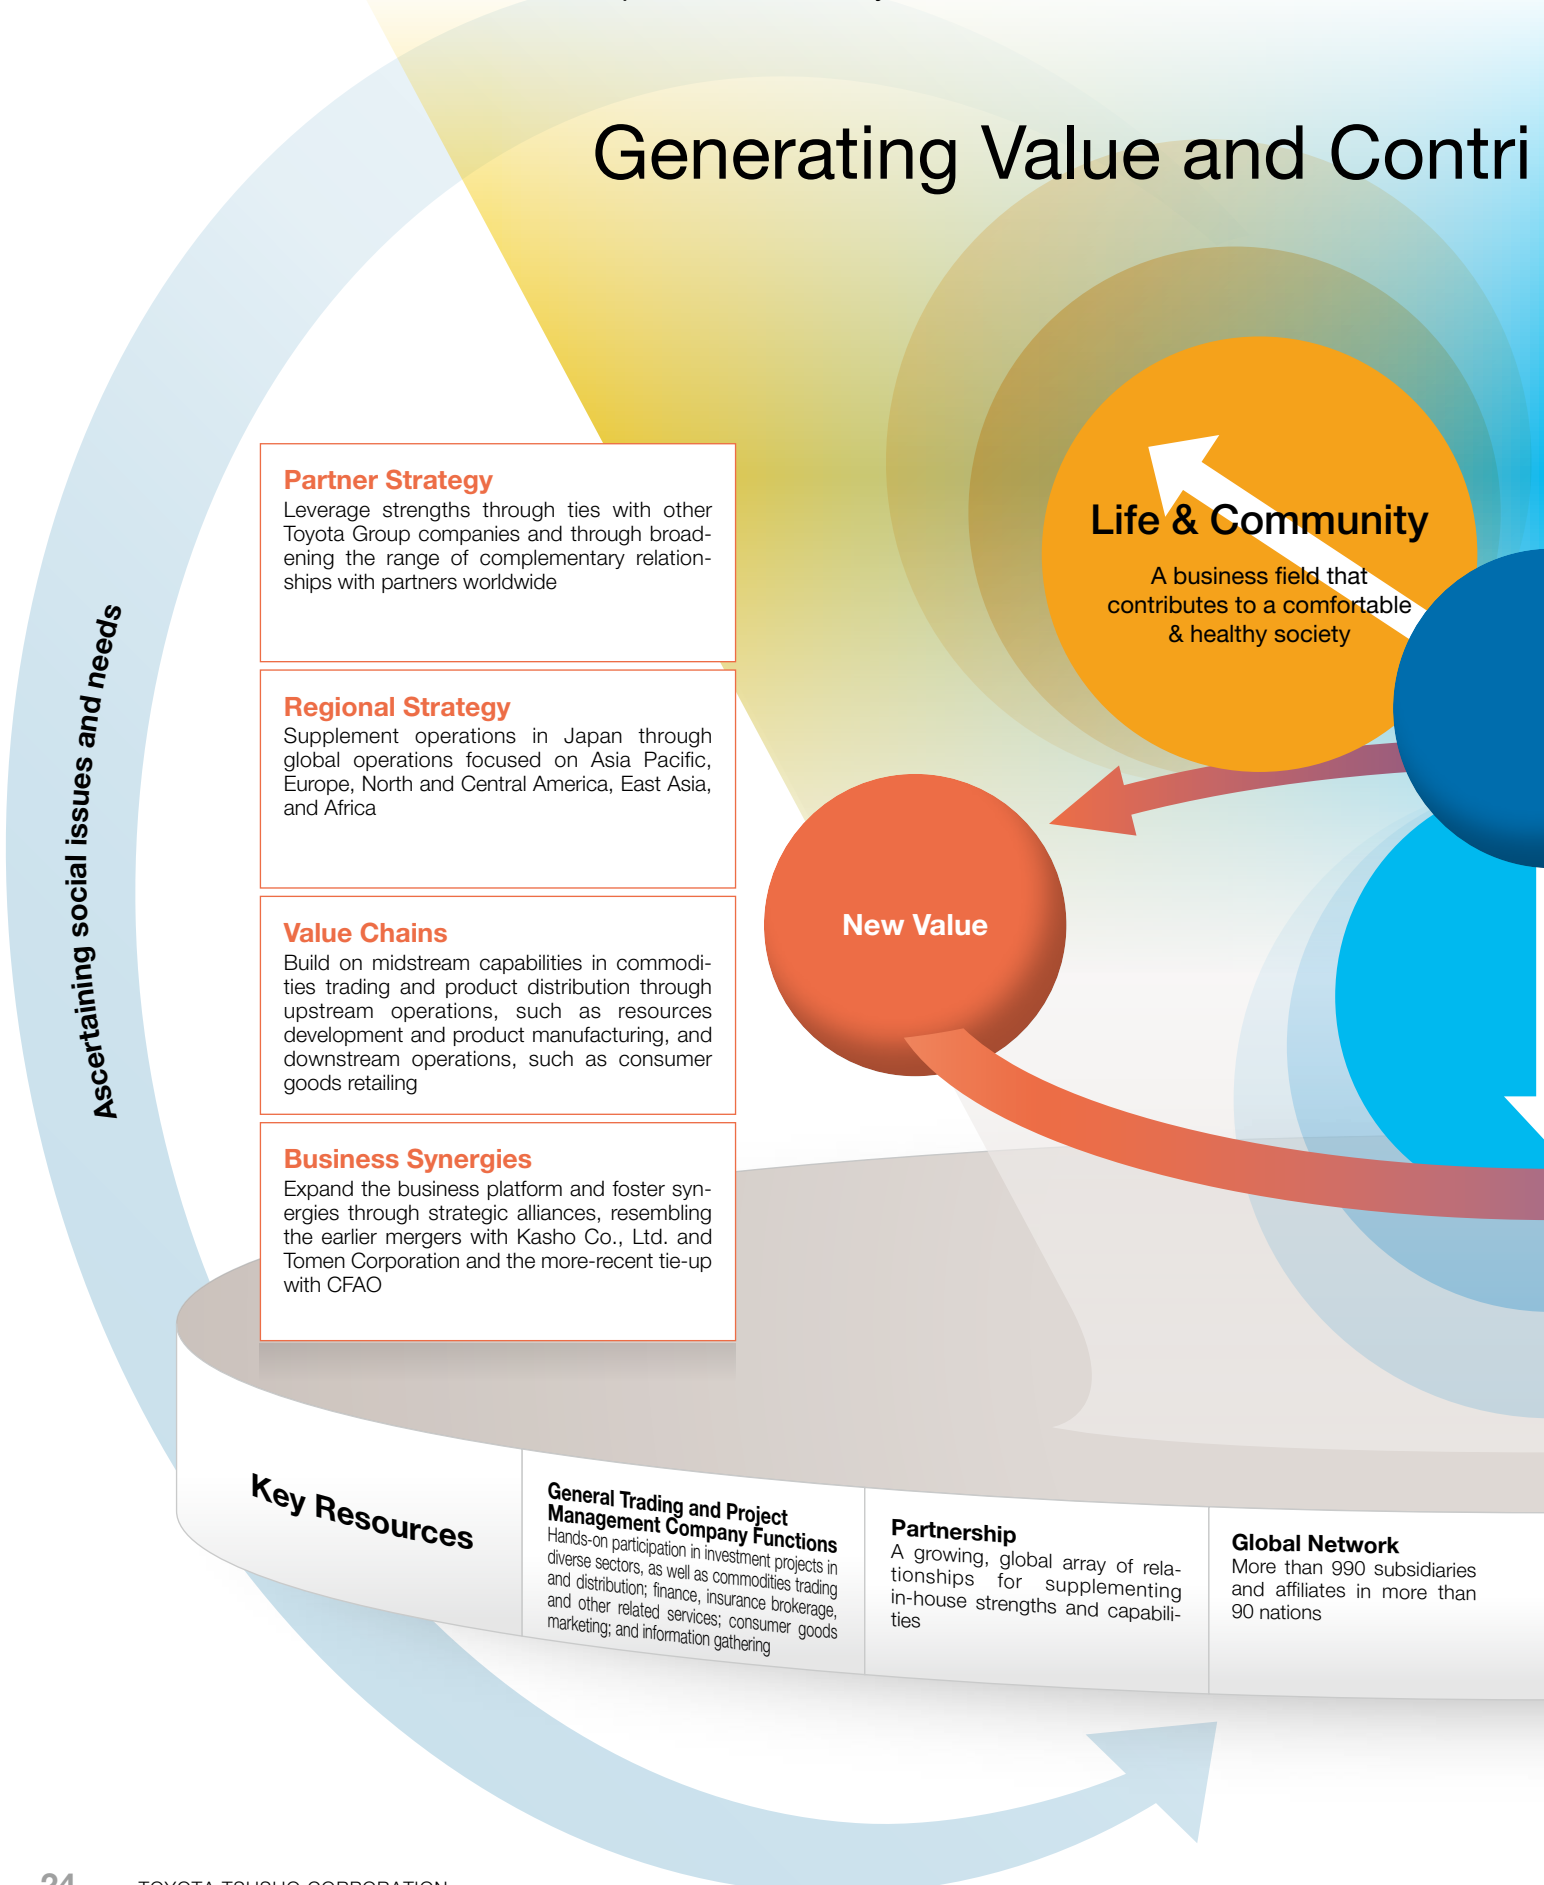 Generating Value and Contri
Life & Community
A business field that
contributes to a comfortable
& healthy society
Ascertaining social issues and needs
Partner Strategy
Leverage strengths through ties with other
Toyota Group companies and through broad-
ening the range of complementary relation-
ships with partners worldwide
Regional Strategy
Supplement operations in Japan through
global operations focused on Asia Pacific,
Europe, North and Central America, East Asia,
and Africa
Value Chains
Build on midstream capabilities in commodi-
ties trading and product distribution through
upstream operations, such as resources
development and product manufacturing, and
downstream operations, such as consumer
goods retailing
Business Synergies
Expand the business platform and foster syn-
ergies through strategic alliances, resembling
the earlier mergers with Kasho Co., Ltd. and
Tomen Corporation and the more-recent tie-up
with CFAO
New Value
Key Resources
General Trading and Project
Management Company Functions
Hands-on participation in investment projects in
diverse sectors, as well as commodities trading
and distribution; finance, insurance brokerage,
and other related services; consumer goods
marketing; and information gathering
Partnership
A growing, global array of rela-
tionships for supplementing
in-house strengths and capabili-
ties
Global Network
More than 990 subsidiaries
and affiliates in more than
90 nations
24
TOYOTA TSUSHO CORPORATION